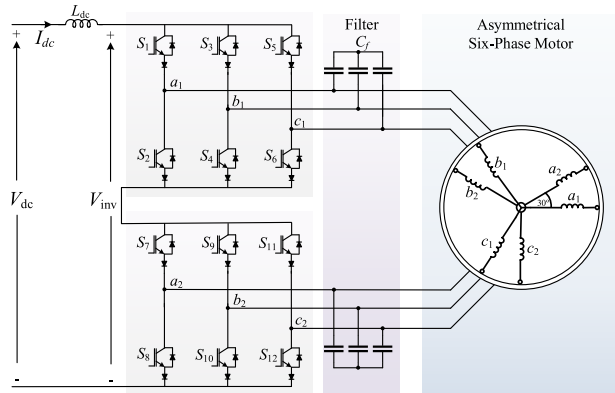 L_dc
Filter
C_f
Asymmetrical
Six-Phase Motor
+
I_dc
+
S_1
S_3
S_5
a_1
b_1
c_1
S_2
S_4
S_6
V_dc
V_inv
b_1
a_2
b_2
30°
a_1
c_1
c_2
S_7
S_9
S_11
a_2
b_2
c_2
S_8
S_10
S_12
-
-